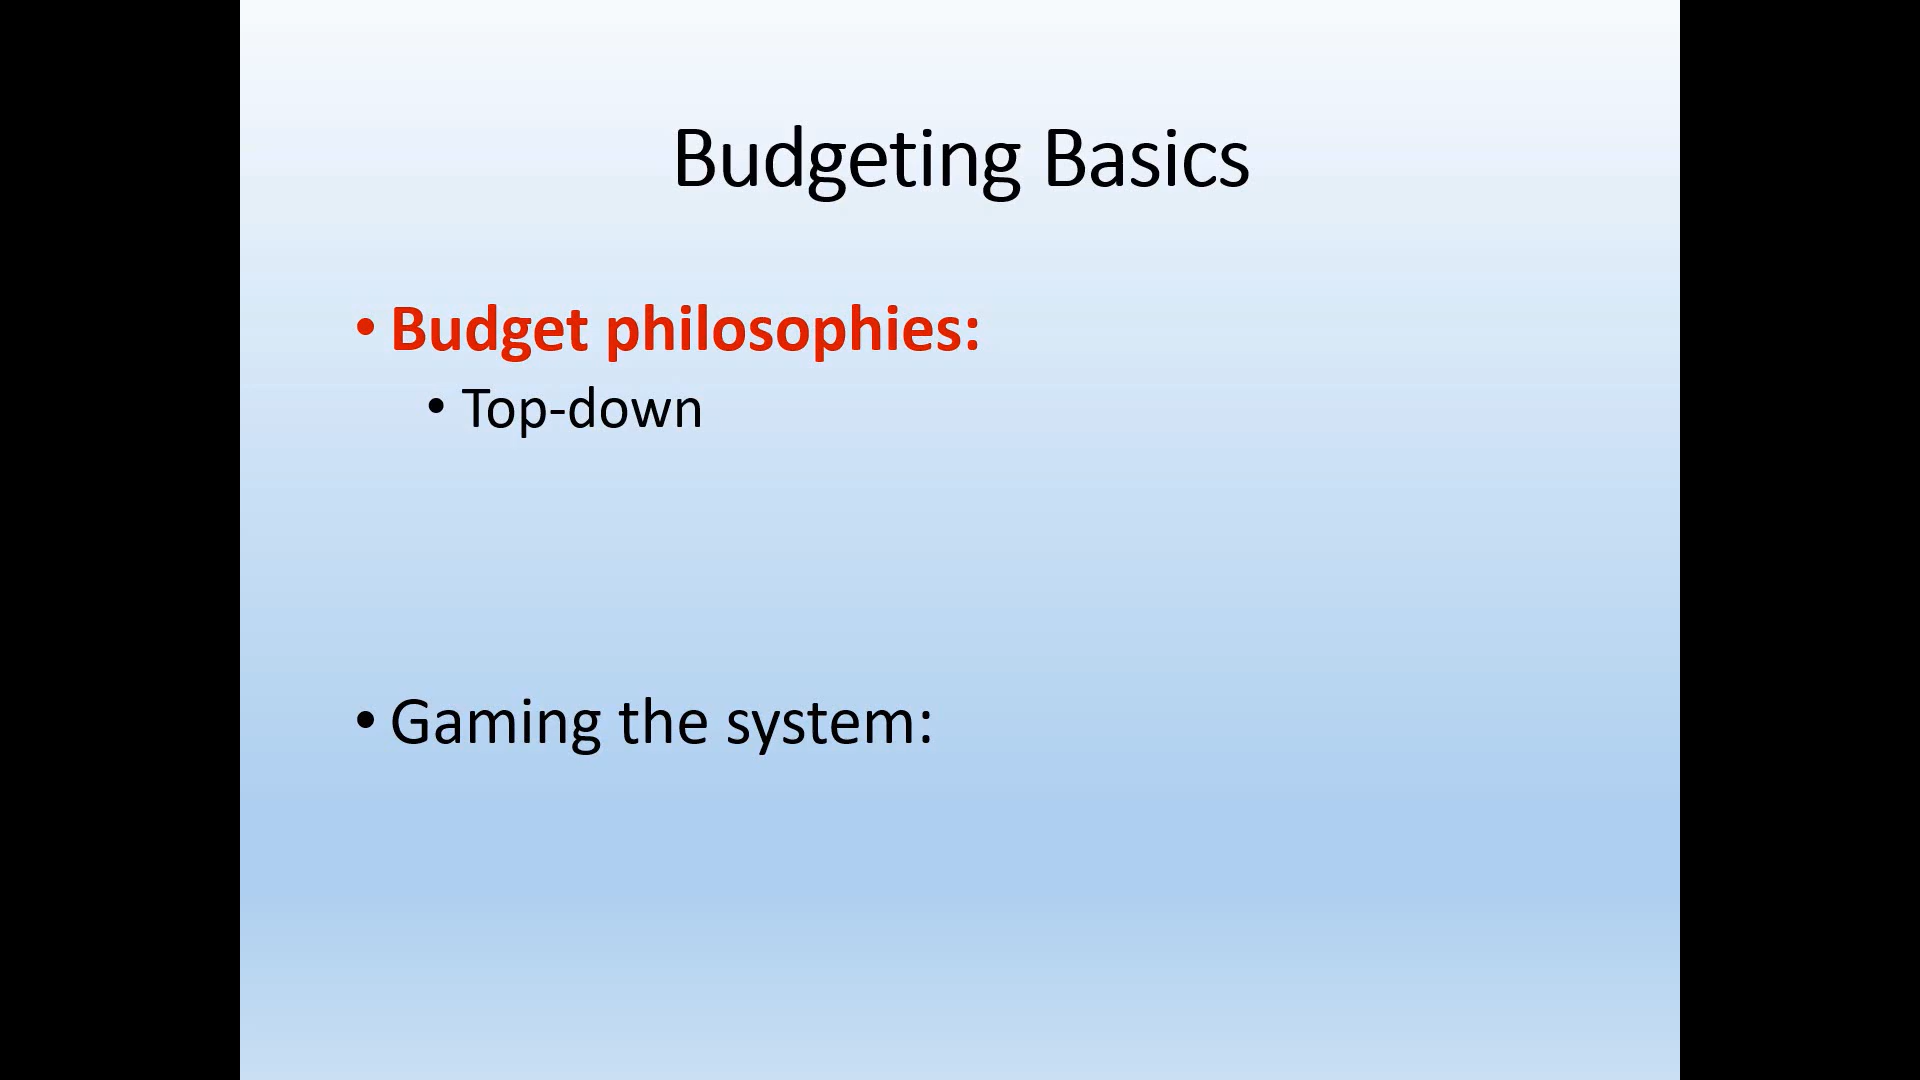 Budgeting Basics
• Budget philosophies:
• Top-down
• Gaming the system: